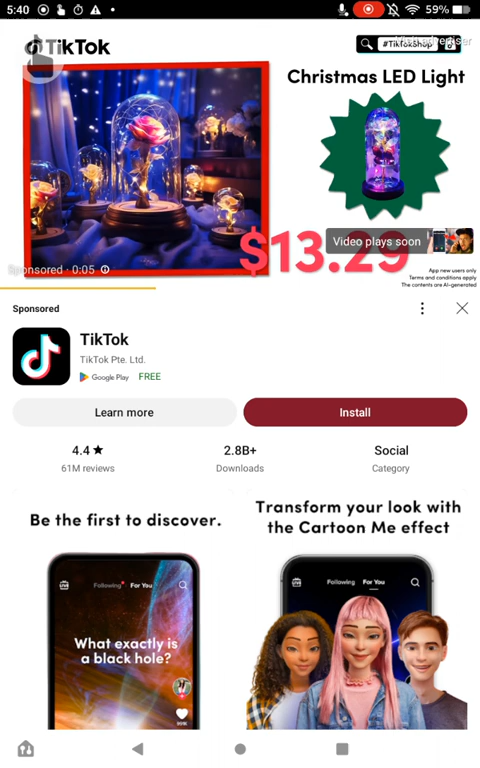 5:40
59%
TikTok
#TikTokShop
Christmas LED Light
$13.29
Video plays soon
Sponsored · 0:05
App new users only
Terms and conditions apply
The contents are AI-generated
Sponsored
TikTok
TikTok Pte. Ltd.
Google Play
FREE
Learn more
Install
4.4★
61M reviews
2.8B+
Downloads
Social
Category
Be the first to discover.
Transform your look with
the Cartoon Me effect
LIVE
Following
For You
What exactly is
a black hole?
LIVE
Following
For You